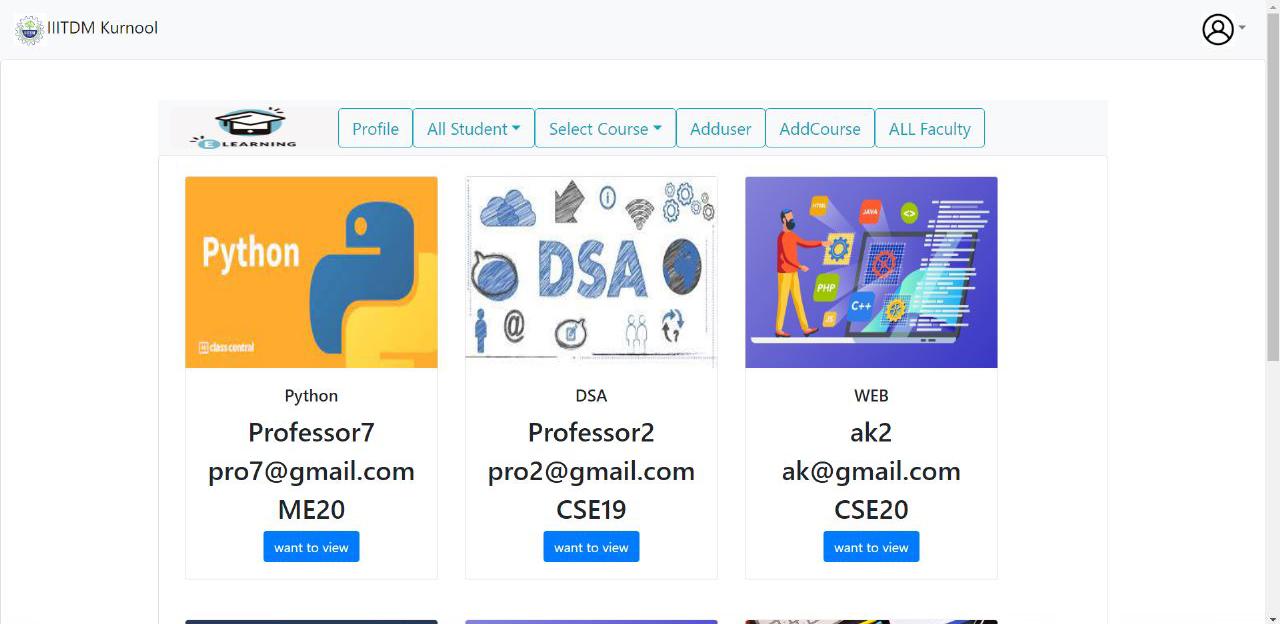 IIITDM Kurnool
E LEARNING
Profile
All Student
Select Course
Adduser
AddCourse
ALL Faculty
Python
class central
DSA
HTML
JAVA
<>
PHP
C++
JS
Python
Professor7
pro7@gmail.com
ME20
want to view
DSA
Professor2
pro2@gmail.com
CSE19
want to view
WEB
ak2
ak@gmail.com
CSE20
want to view